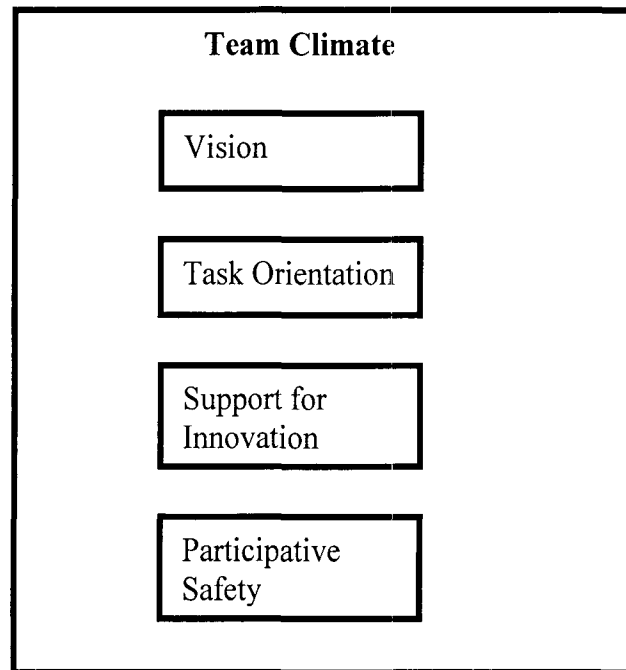 Team Climate
Vision
Task Orientation
Support for
Innovation
Participative
Safety